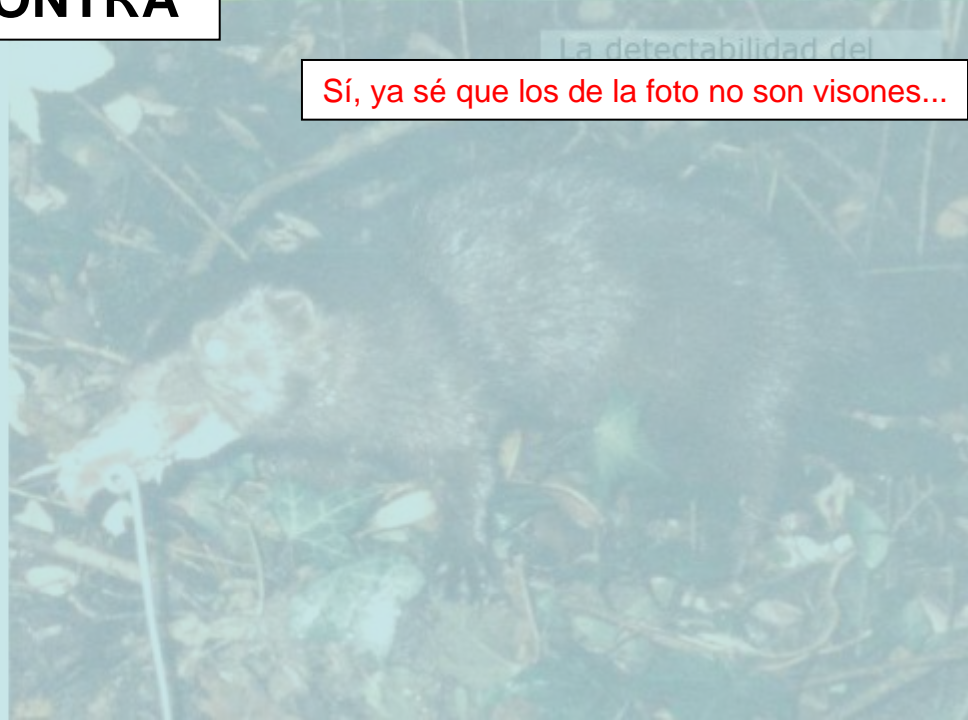 ONTRA
La detectabilidad del
Sí, ya sé que los de la foto no son visones...